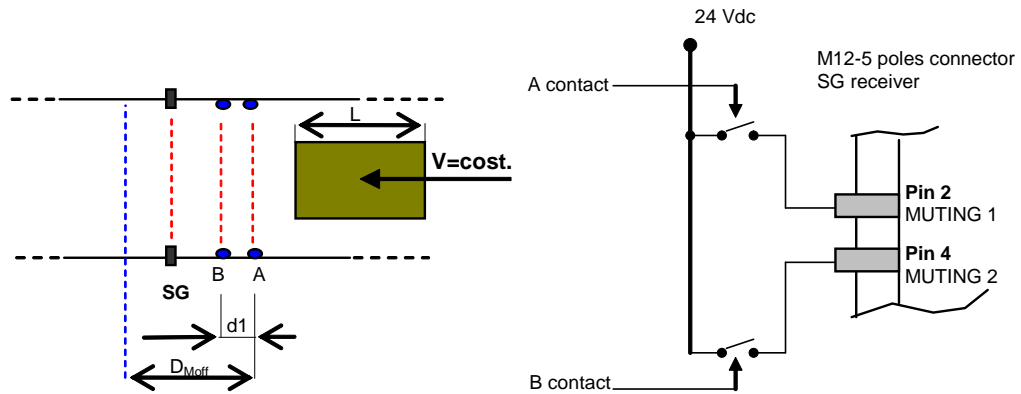 L
V=cost.
B
A
SG
d1
DMoff
24 Vdc
M12-5 poles connector
SG receiver
A contact
Pin 2
MUTING 1
Pin 4
MUTING 2
B contact